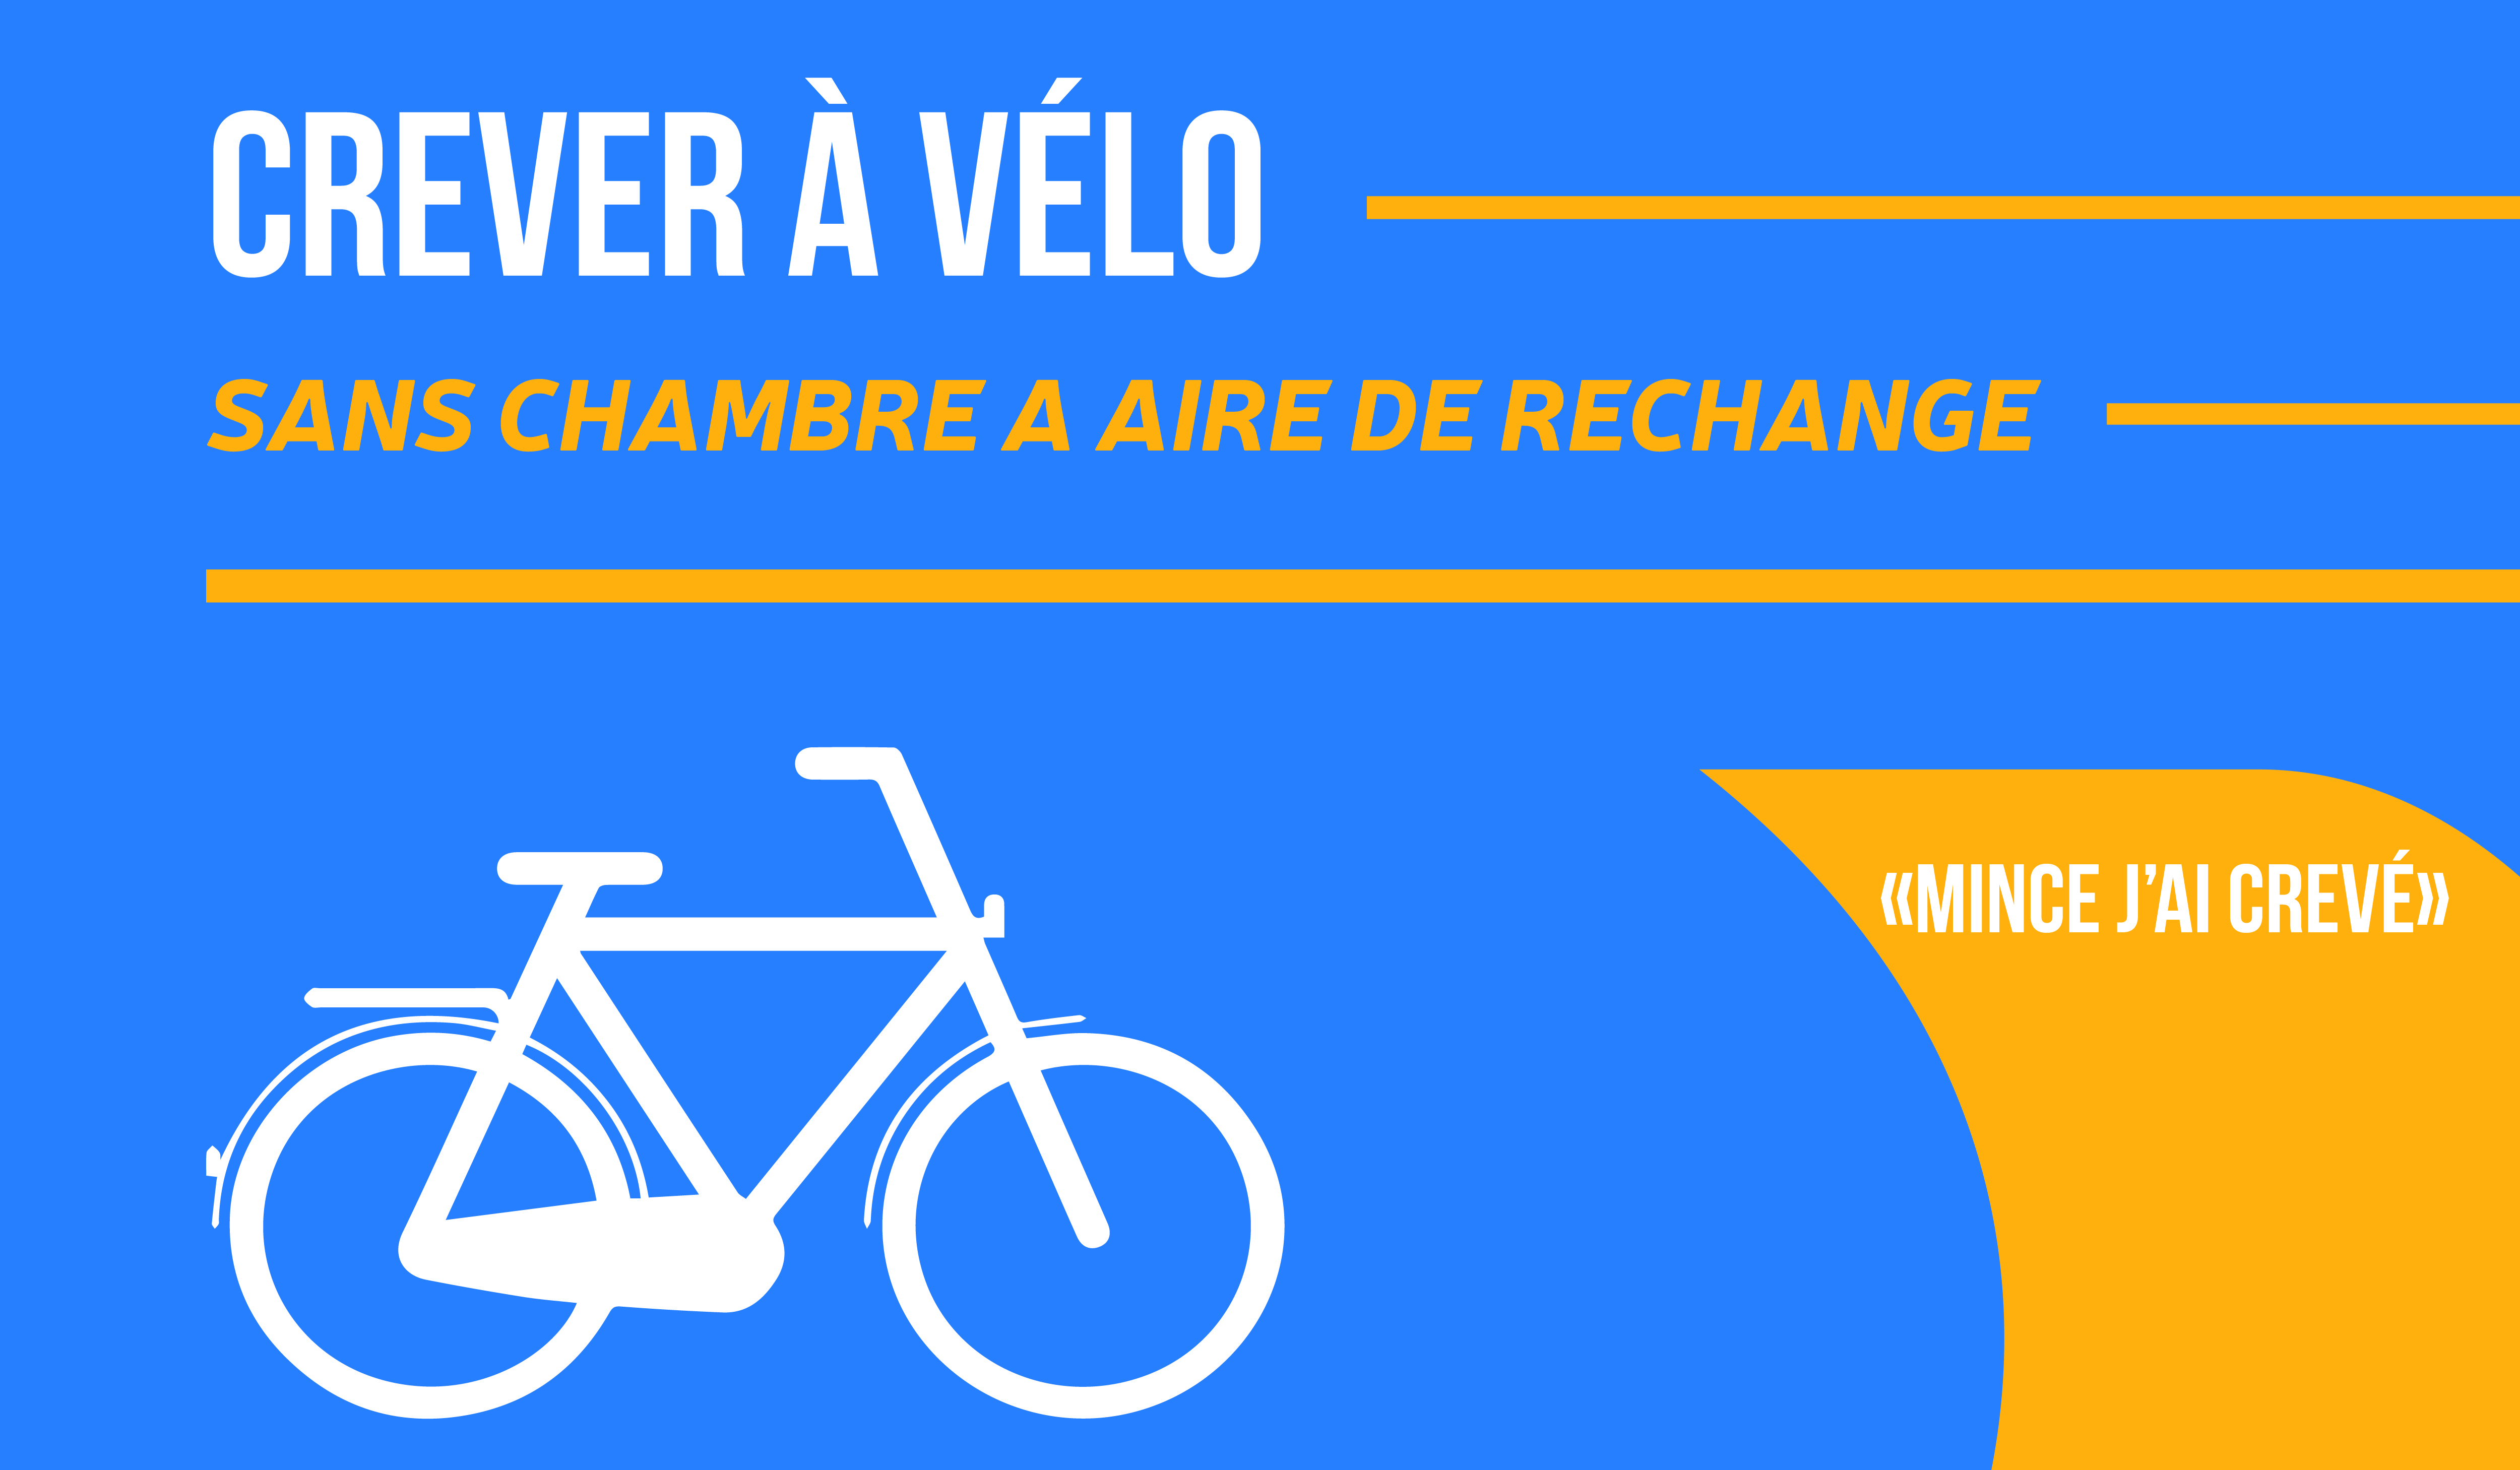 CREVER À VÉLO
SANS CHAMBRE A AIRE DE RECHANGE
«MINCE J'AI CREVÉ»